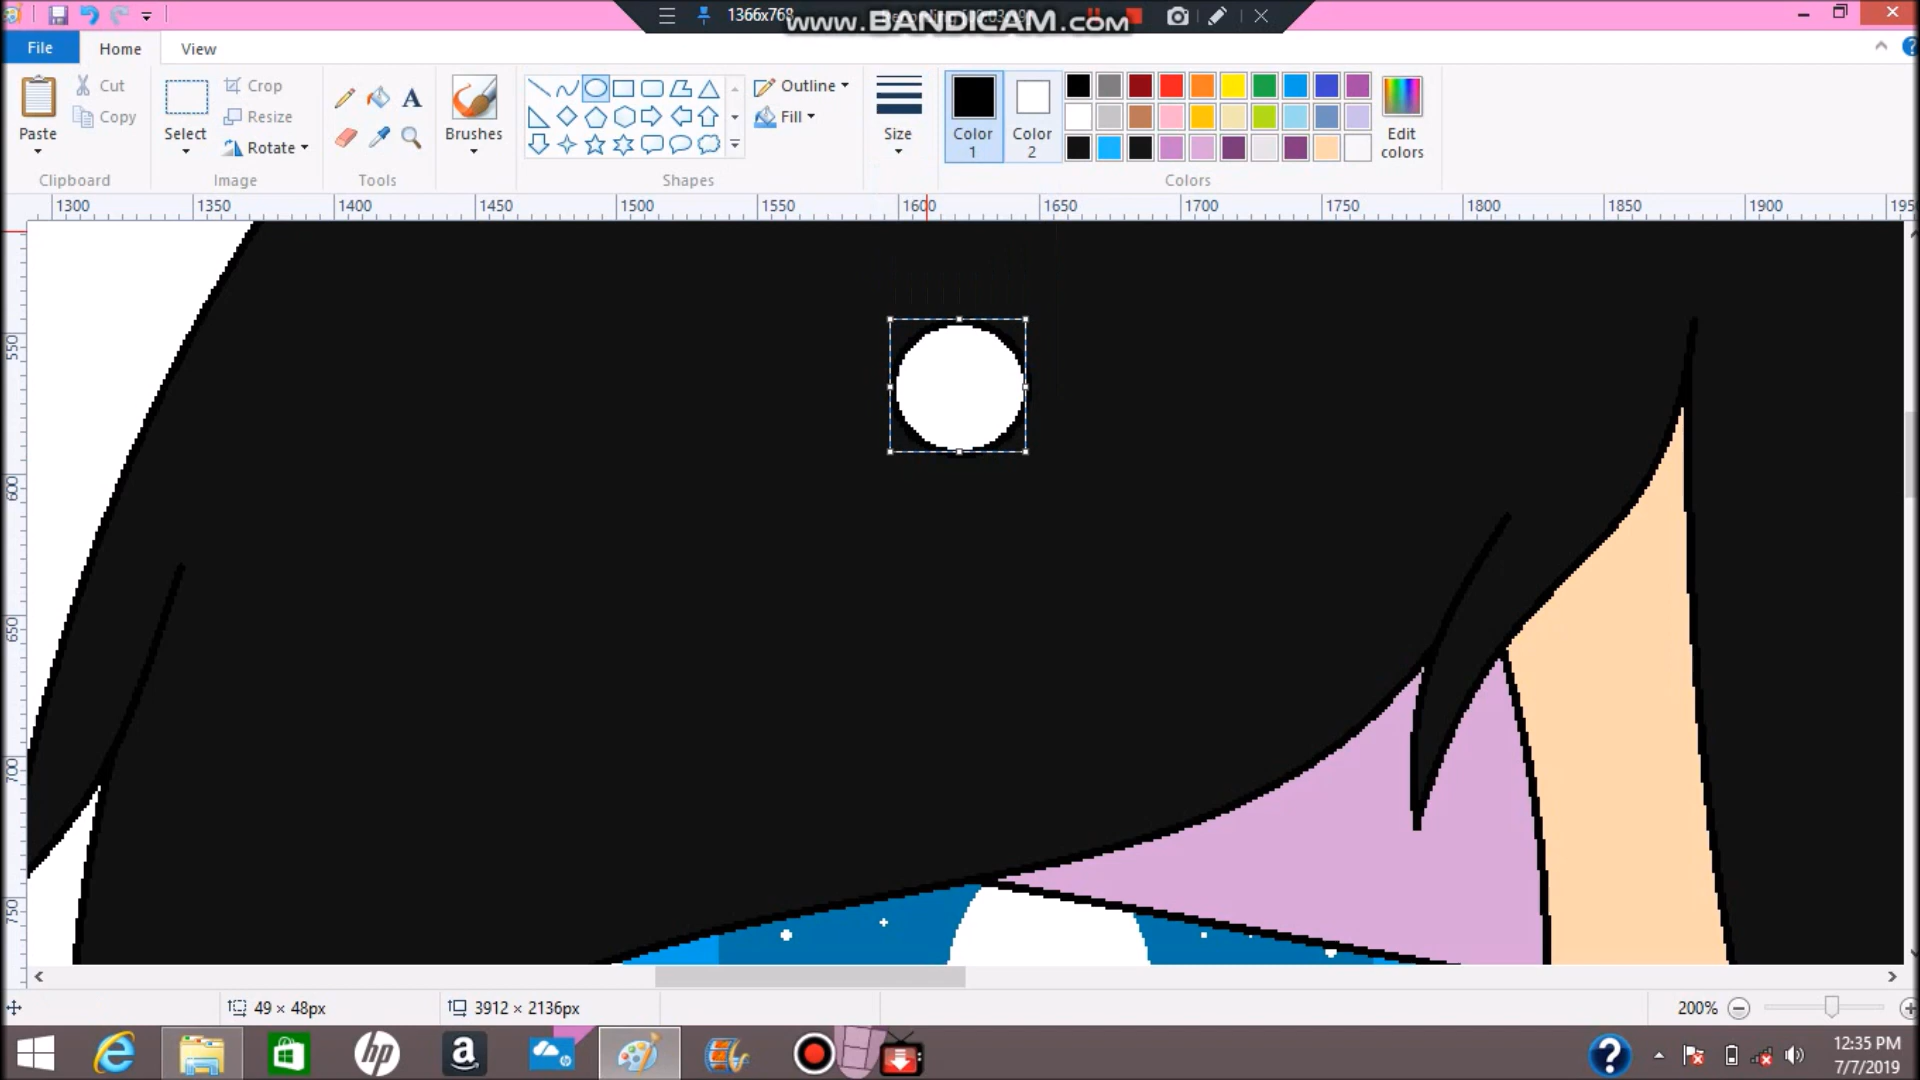 1366x768
www.BANDICAM.com
File
Home
View
Paste
Cut
Copy
Clipboard
Select
Crop
Resize
Rotate
Image
A
Tools
Brushes
Outline
Fill
Shapes
Size
Color
1
Color
2
Edit
colors
Colors
1300
1350
1400
1450
1500
1550
1600
1650
1700
1750
1800
1850
1900
195
550
600
650
700
750
49 × 48px
3912 × 2136px
200%
hp
a
?
12:35 PM
7/7/2019